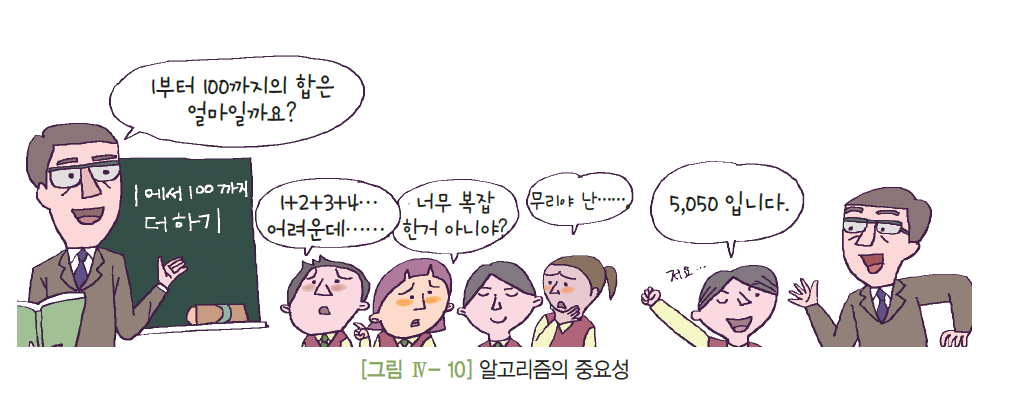 1부터 100까지의 합은
얼마일까요?
1에서 100까지
더하기
1+2+3+4…
어려운데……
너무 복잡
한거 아니야?
무리야 난……
5,050 입니다.
저요…
[그림 Ⅳ- 10] 알고리즘의 중요성